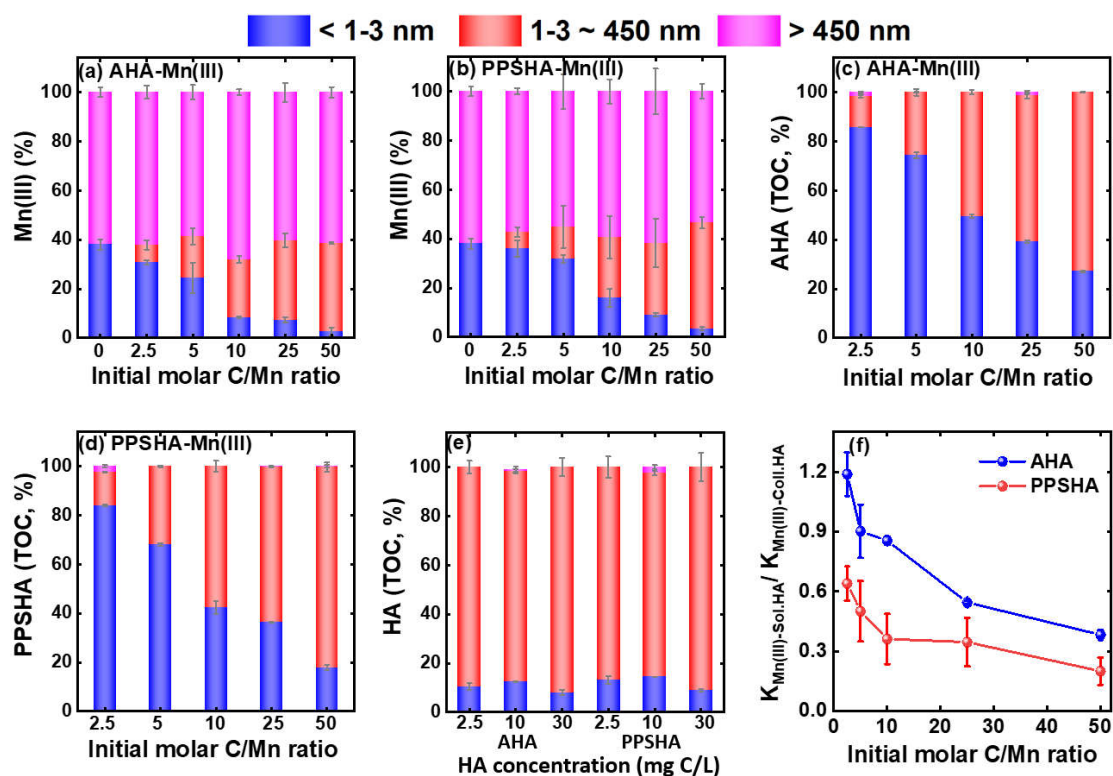 < 1-3 nm 1-3 ~ 450 nm > 450 nm
(a) AHA-Mn(III)
Mn(III) (%)
100
80
60
40
20
0
0 2.5 5 10 25 50
Initial molar C/Mn ratio
(b) PPSHA-Mn(III)
Mn(III) (%)
100
80
60
40
20
0
0 2.5 5 10 25 50
Initial molar C/Mn ratio
(c) AHA-Mn(III)
AHA (TOC, %)
100
80
60
40
20
0
2.5 5 10 25 50
Initial molar C/Mn ratio
(d) PPSHA-Mn(III)
PPSHA (TOC, %)
100
80
60
40
20
0
2.5 5 10 25 50
Initial molar C/Mn ratio
(e)
HA (TOC, %)
100
80
60
40
20
0
2.5 10 30 2.5 10 30
AHA PPSHA
HA concentration (mg C/L)
(f)
AHA
PPSHA
K Mn(III)-Sol.HA / K Mn(III)-Coll.HA
1.2
0.9
0.6
0.3
0.0
0 10 20 30 40 50
Initial molar C/Mn ratio